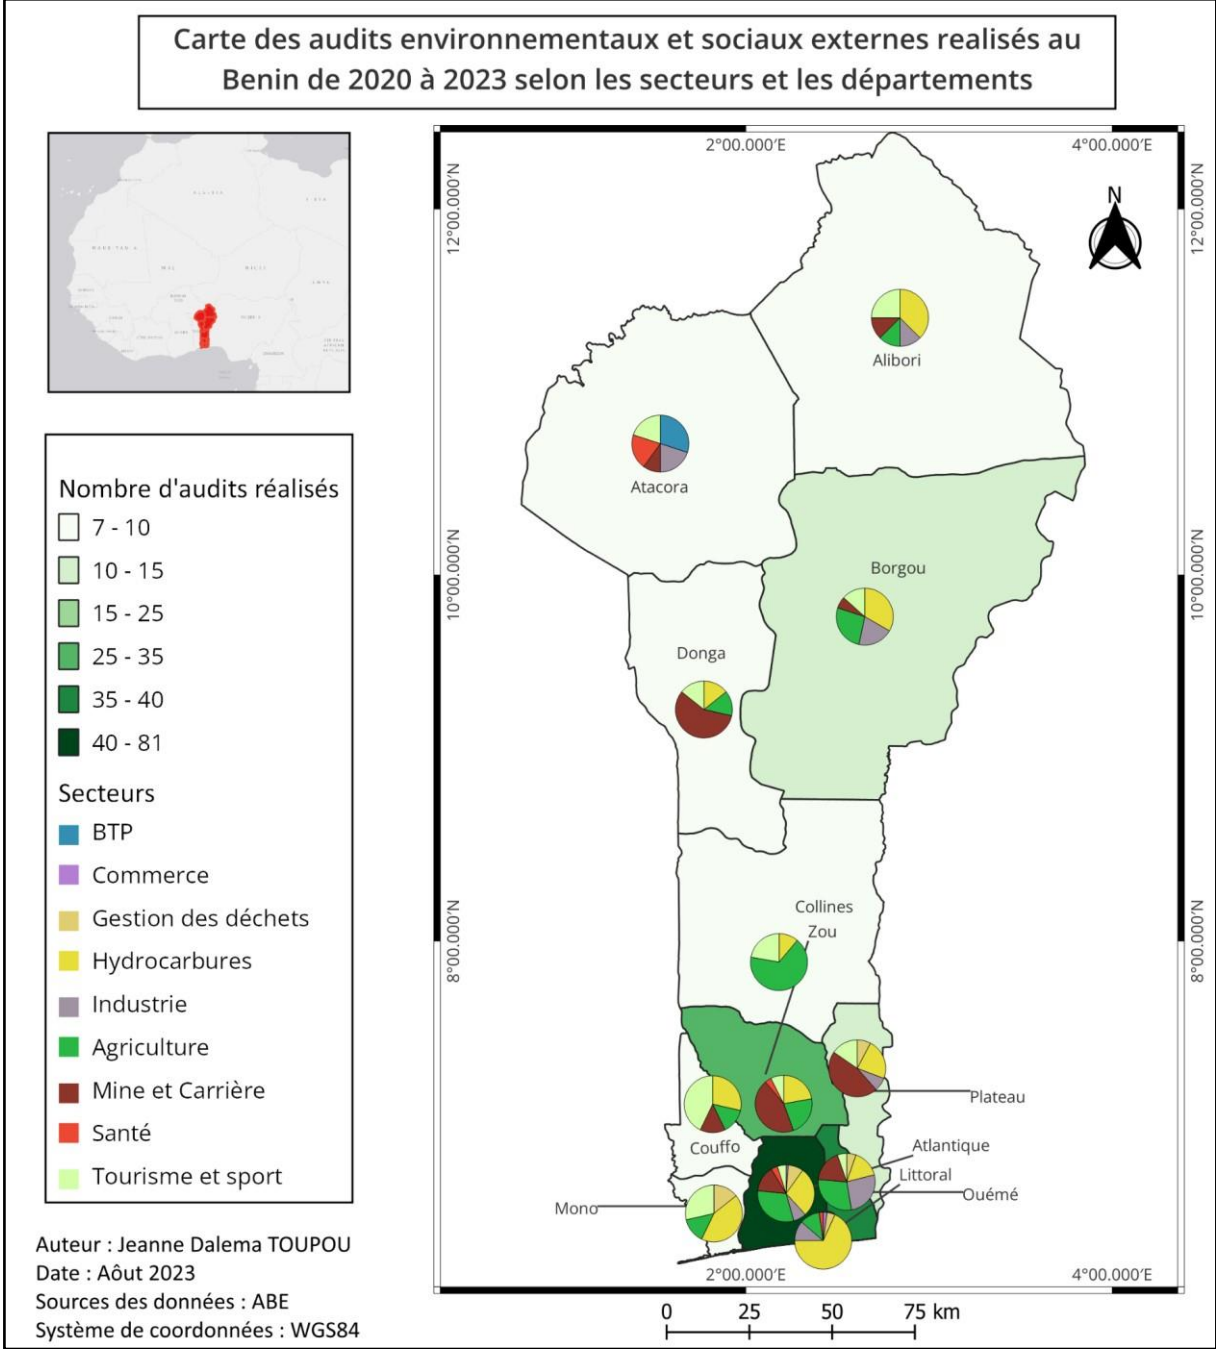 Carte des audits environnementaux et sociaux externes realisés au
Benin de 2020 à 2023 selon les secteurs et les départements
2°00.000′E
4°00.000′E
12°00.000′N
12°00.000′N
N
Alibori
Atacora
Nombre d'audits réalisés
7 - 10
10 - 15
15 - 25
25 - 35
35 - 40
40 - 81
Secteurs
BTP
Commerce
Gestion des déchets
Hydrocarbures
Industrie
Agriculture
Mine et Carrière
Santé
Tourisme et sport
10°00.000′N
10°00.000′N
Borgou
Donga
Collines
Zou
8°00.000′N
8°00.000′N
Plateau
Couffo
Atlantique
Littoral
Ouémé
Mono
2°00.000′E
4°00.000′E
0 25 50 75 km
Auteur : Jeanne Dalema TOUPOU
Date : Aôut 2023
Sources des données : ABE
Système de coordonnées : WGS84